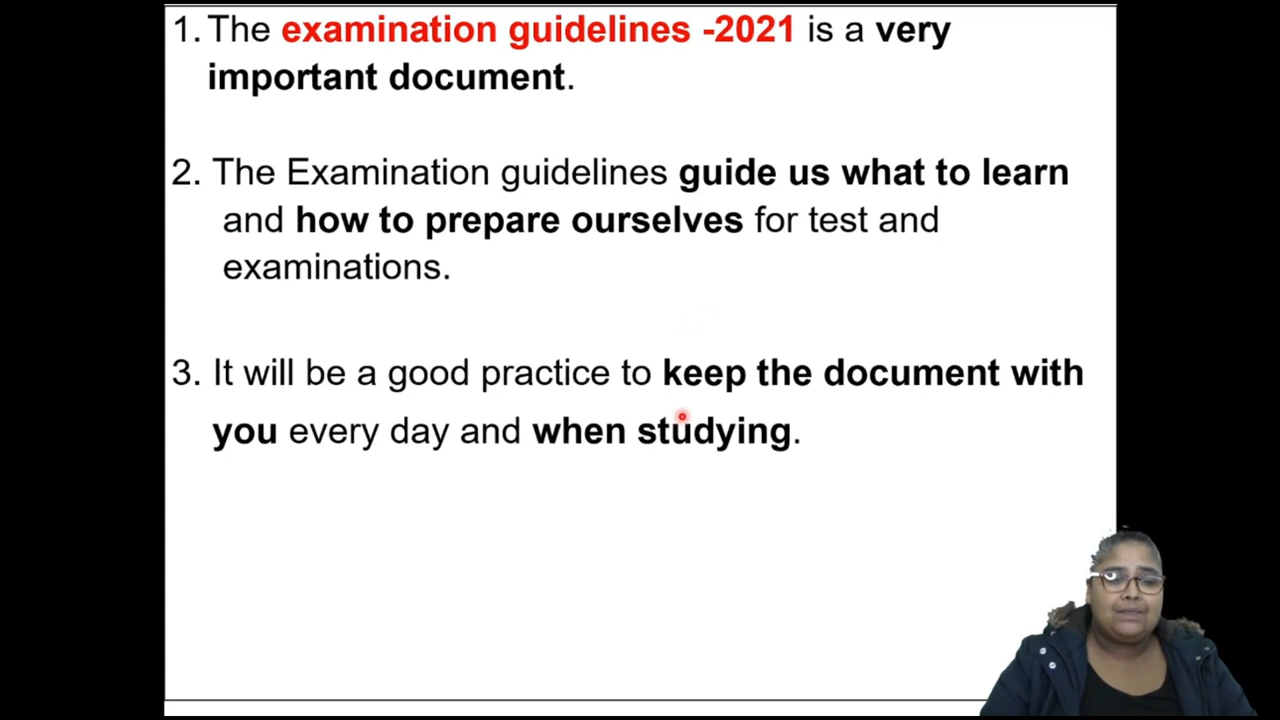 1. The examination guidelines -2021 is a very
important document.
2. The Examination guidelines guide us what to learn
and how to prepare ourselves for test and
examinations.
3. It will be a good practice to keep the document with
you every day and when studying.